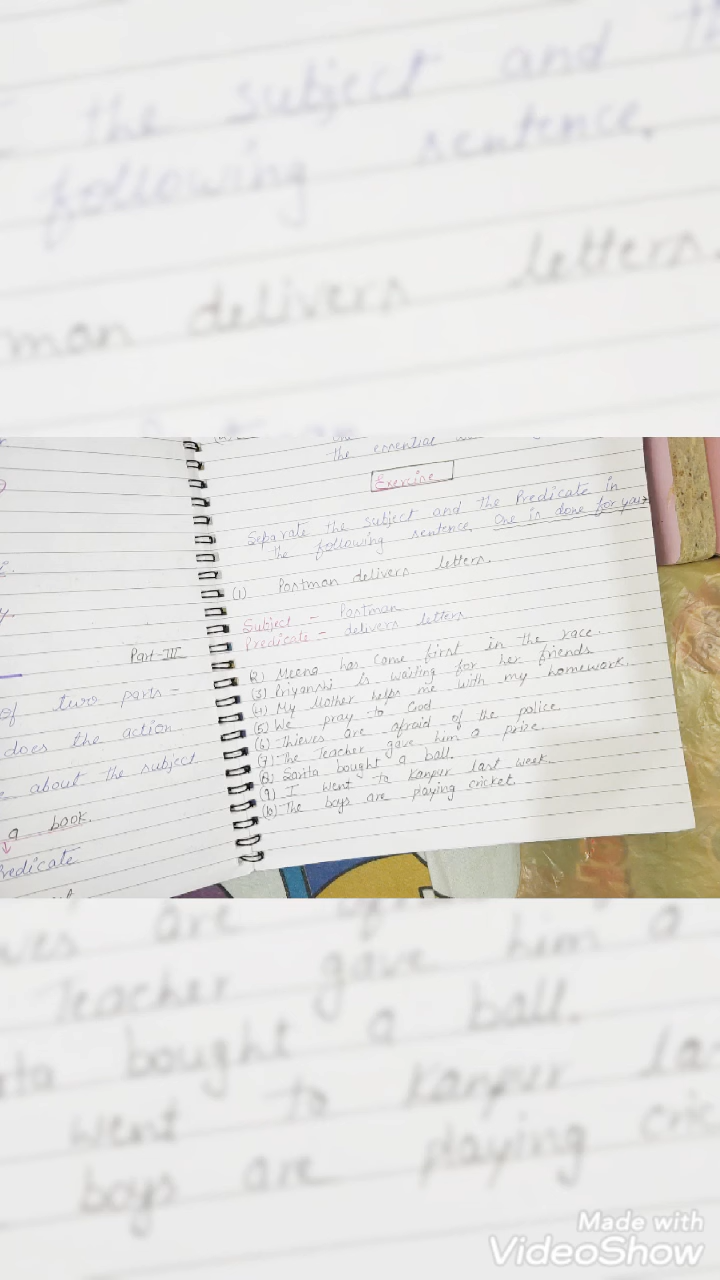 the subject and
following sentence.
man delivers letters.
the essential
Exercise
Separate the subject and the Predicate in
the following sentence. One is done for you
(1) Postman delivers letters.
Subject - Postman
Predicate - delivers letters
(2) Meena has come first in the race.
(3) Priyanshi is waiting for her friends
(4) My Mother helps me with my homework.
(5) We pray to God
(6) Thieves are afraid of the police
(7) The Teacher gave him a prize.
(8) Sarita bought a ball.
(9) I went to Kanpur last week.
(10) The boys are playing cricket.
Part-III
of two parts -
does the action
about the subject
a book.
Predicate
are
Teacher gave him a
bought a ball.
went to Kanpur la
boys are playing cric
Made with
VideoShow